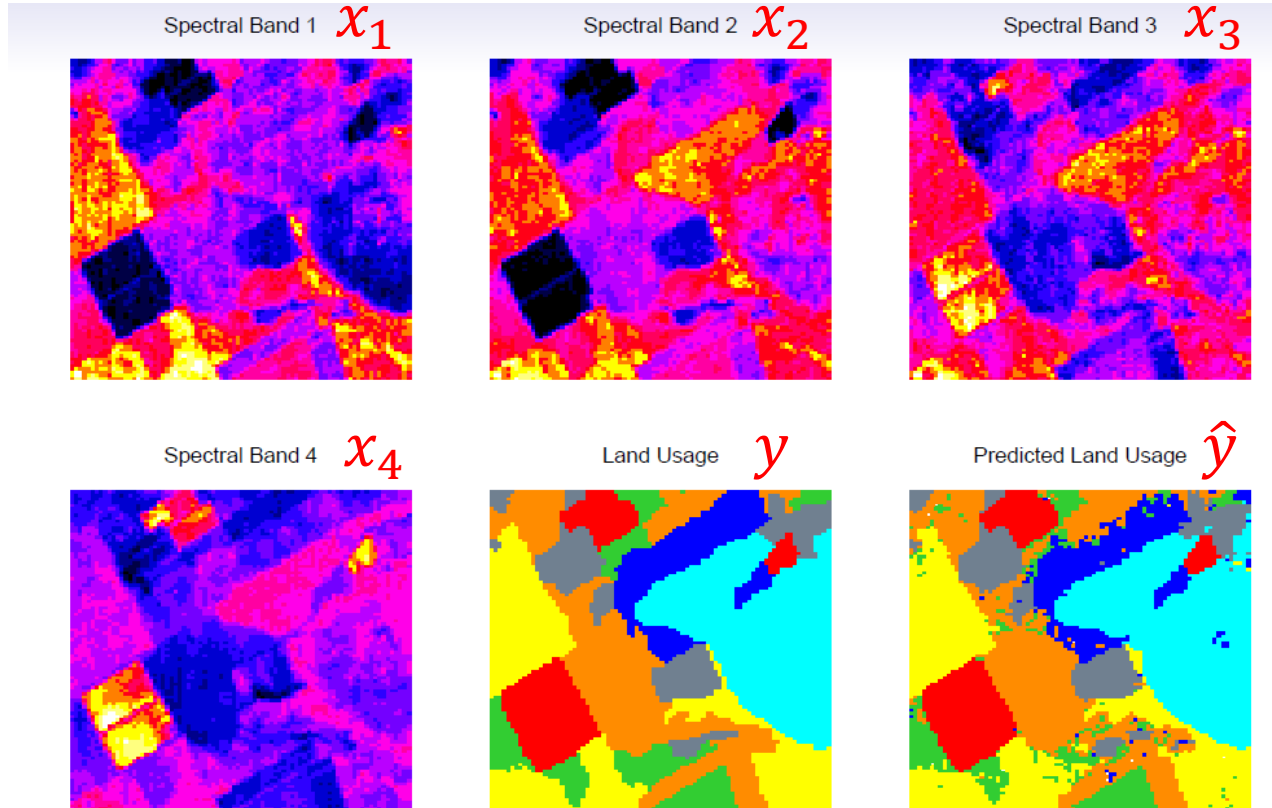 Spectral Band 1 x₁
Spectral Band 2 x₂
Spectral Band 3 x₃
Spectral Band 4 x₄
Land Usage y
Predicted Land Usage ŷ